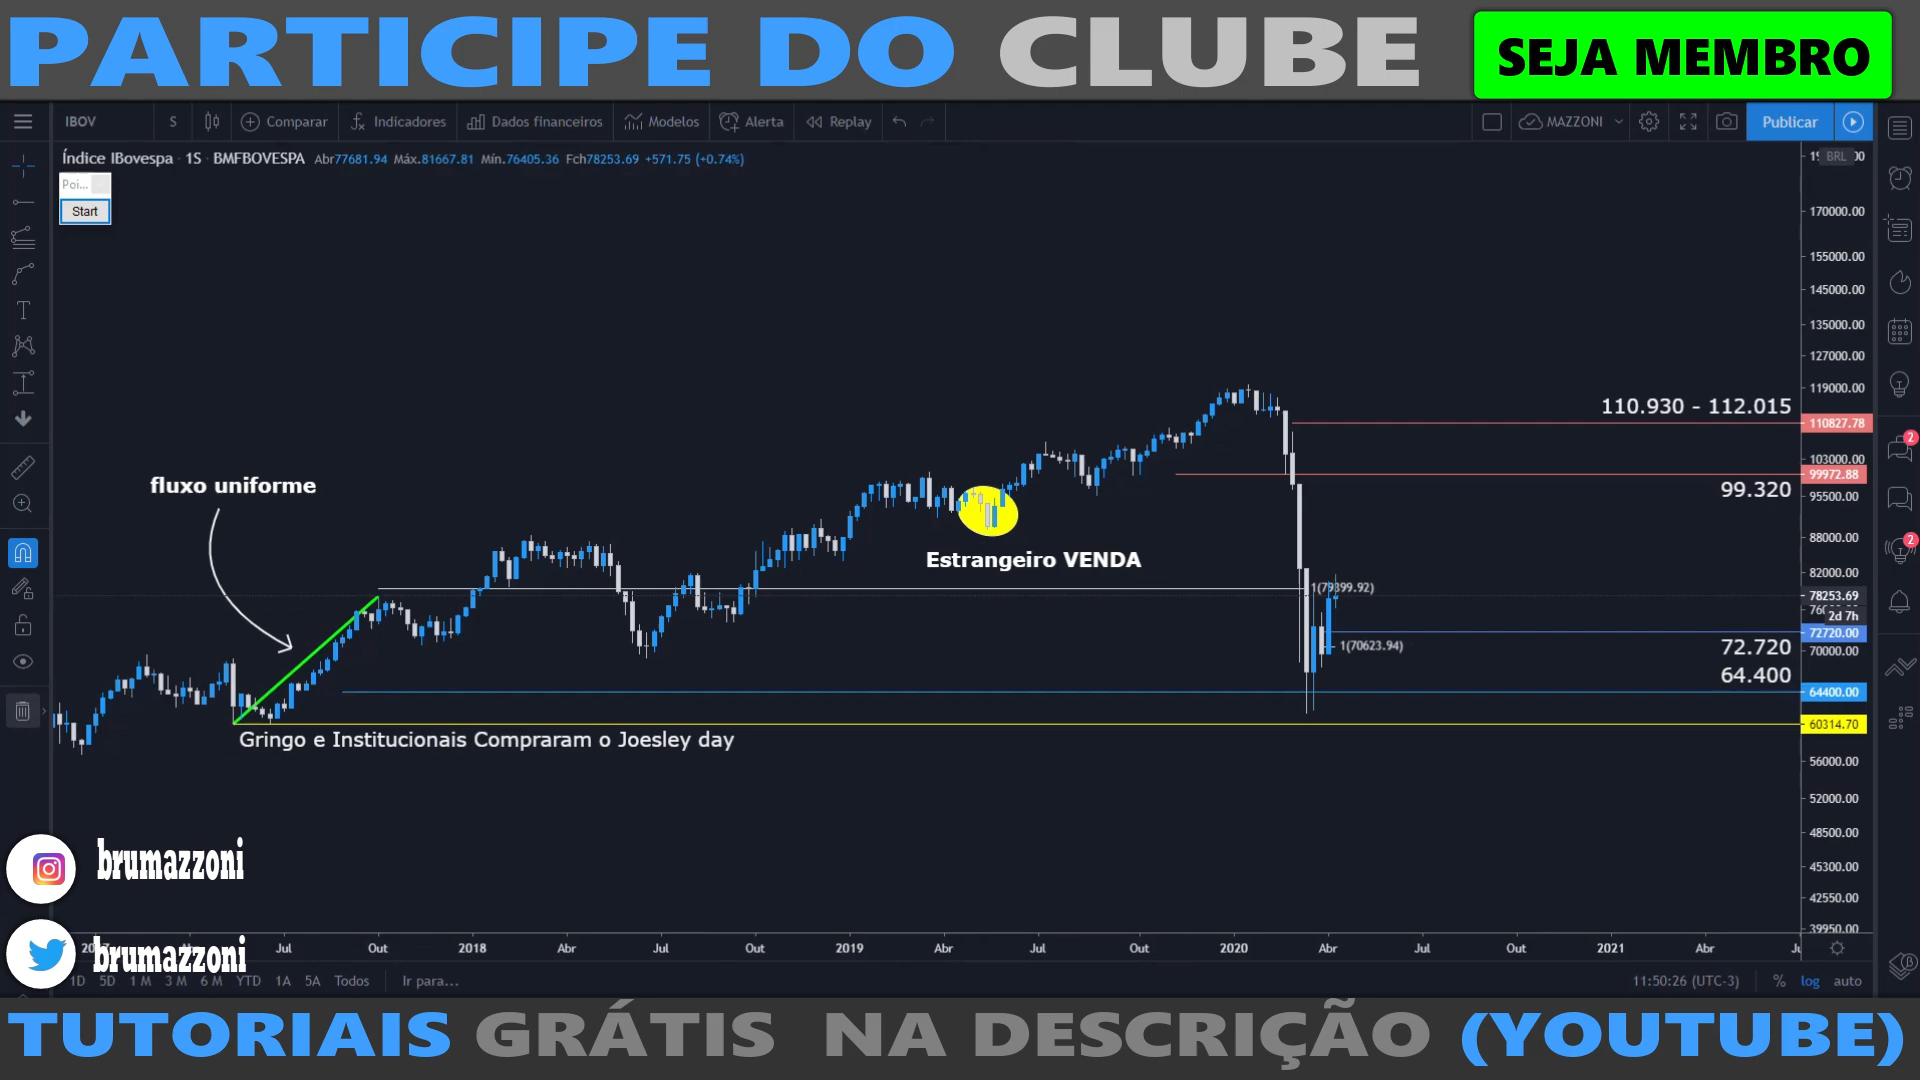 PARTICIPE DO CLUBE
SEJA MEMBRO
IBOV S Comparar Indicadores Dados financeiros Modelos Alerta Replay MAZZONI Publicar
Índice IBovespa · 1S · BMFBOVESPA Abr77681.94 Máx.81667.81 Mín.76405.36 Fch78253.69 +571.75 (+0.74%)
Poi...
Start
BRL
170000.00
155000.00
145000.00
135000.00
127000.00
119000.00
110.930 - 112.015
110827.78
103000.00
99972.88
99.320
95500.00
88000.00
82000.00
fluxo uniforme
Estrangeiro VENDA
1(79399.92)
78253.69
2d 7h
72720.00
1(70623.94)
72.720
70000.00
64.400
64400.00
60314.70
Gringo e Institucionais Compraram o Joesley day
56000.00
52000.00
48500.00
45300.00
42550.00
39950.00
2
2
brumazzoni
brumazzoni
Jul Out 2018 Abr Jul Out 2019 Abr Jul Out 2020 Abr Jul Out 2021 Abr
1D 5D 1M 3M 6M YTD 1A 5A Todos Ir para...
11:50:26 (UTC-3) % log auto
TUTORIAIS GRÁTIS NA DESCRIÇÃO (YOUTUBE)